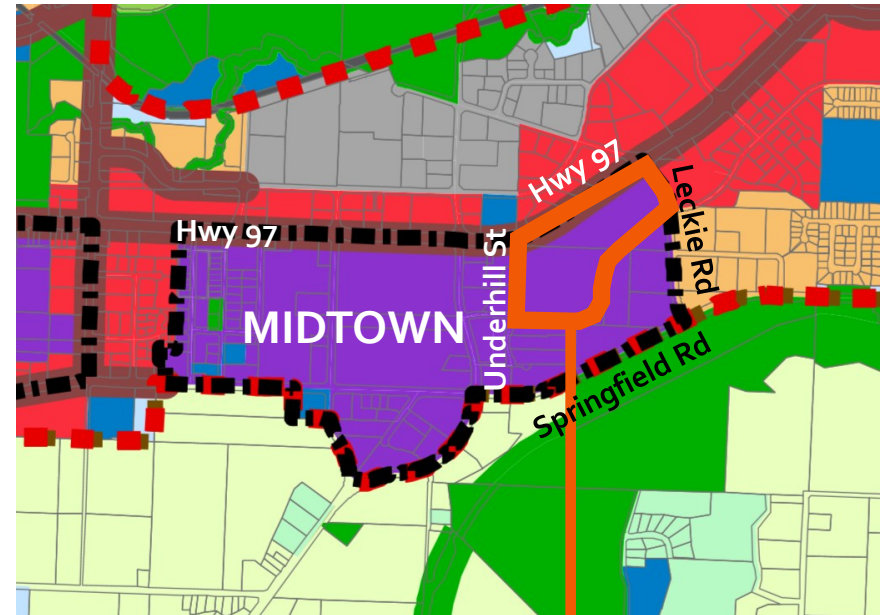 Hwy 97
Leckie Rd
Hwy 97
Underhill St
MIDTOWN
Springfield Rd